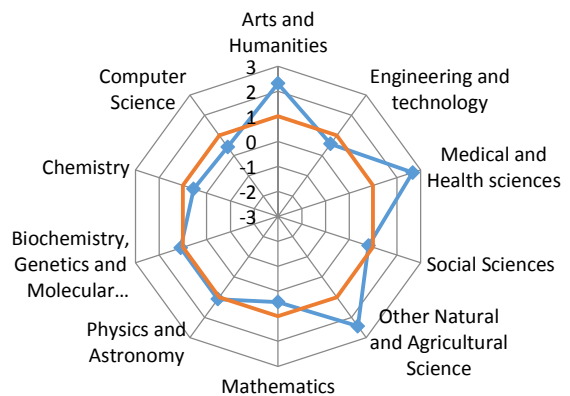 Arts and
Humanities
Engineering and
technology
Medical and
Health sciences
Social Sciences
Other Natural
and Agricultural
Science
Mathematics
Physics and
Astronomy
Biochemistry,
Genetics and
Molecular...
Chemistry
Computer
Science
3
2
1
0
-1
-2
-3